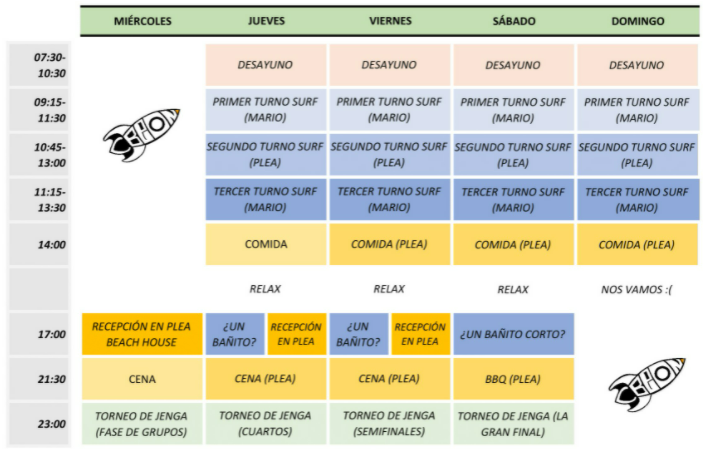 MIÉRCOLES JUEVES VIERNES SÁBADO DOMINGO
07:30-
10:30
DESAYUNO DESAYUNO DESAYUNO DESAYUNO
09:15-
11:30
PRIMER TURNO SURF PRIMER TURNO SURF PRIMER TURNO SURF PRIMER TURNO SURF
(MARIO) (MARIO) (MARIO) (MARIO)
10:45-
13:00
SEGUNDO TURNO SURF SEGUNDO TURNO SURF SEGUNDO TURNO SURF SEGUNDO TURNO SURF
(PLEA) (PLEA) (PLEA) (PLEA)
11:15-
13:30
TERCER TURNO SURF TERCER TURNO SURF TERCER TURNO SURF TERCER TURNO SURF
(MARIO) (MARIO) (MARIO) (MARIO)
14:00 COMIDA COMIDA (PLEA) COMIDA (PLEA) COMIDA (PLEA)
RELAX RELAX RELAX NOS VAMOS :(
17:00
RECEPCIÓN EN PLEA ¿UN RECEPCIÓN ¿UN RECEPCIÓN ¿UN BAÑITO CORTO?
BEACH HOUSE BAÑITO? EN PLEA BAÑITO? EN PLEA
21:30 CENA CENA (PLEA) CENA (PLEA) BBQ (PLEA)
23:00
TORNEO DE JENGA TORNEO DE JENGA TORNEO DE JENGA TORNEO DE JENGA (LA
(FASE DE GRUPOS) (CUARTOS) (SEMIFINALES) GRAN FINAL)